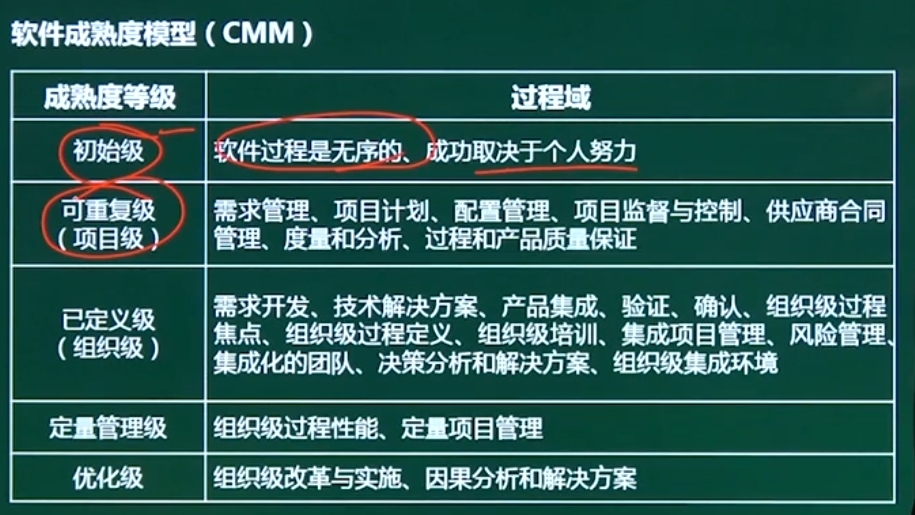 软件成熟度模型（CMM）
成熟度等级
过程域
初始级
软件过程是无序的、成功取决于个人努力
可重复级
（项目级）
需求管理、项目计划、配置管理、项目监督与控制、供应商合同
管理、度量和分析、过程和产品质量保证
已定义级
（组织级）
需求开发、技术解决方案、产品集成、验证、确认、组织级过程
焦点、组织级过程定义、组织级培训、集成项目管理、风险管理、
集成化的团队、决策分析和解决方案、组织级集成环境
定量管理级
组织级过程性能、定量项目管理
优化级
组织级改革与实施、因果分析和解决方案